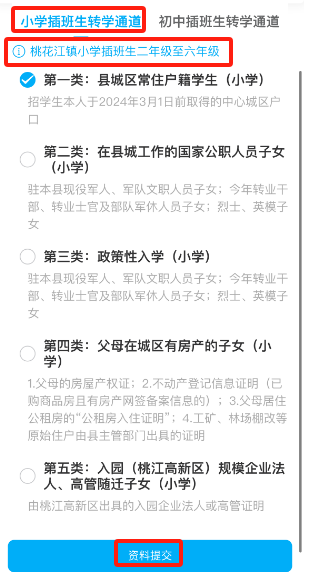 小学插班生转学通道 初中插班生转学通道
桃花江镇小学插班生二年级至六年级
第一类：县城区常住户籍学生（小学）
招学生本人于2024年3月1日前取得的中心城区户
口
第二类：在县城工作的国家公职人员子女
（小学）
驻本县现役军人、军队文职人员子女；今年转业干
部、转业士官及部队军休人员子女；烈士、英模子
女
第三类：政策性入学（小学）
驻本县现役军人、军队文职人员子女；今年转业干
部、转业士官及部队军休人员子女；烈士、英模子
女
第四类：父母在城区有房产的子女（小
学）
1.父母的房屋产权证；2.不动产登记信息证明（已
购商品房且有房产网签备案信息的）；3.父母居住
公租房的“公租房入住证明”；4.工矿、林场棚改等
原始住户由县主管部门出具的证明
第五类：入园（桃江高新区）规模企业法
人、高管随迁子女（小学）
由桃江高新区出具的入园企业法人或高管证明
资料提交